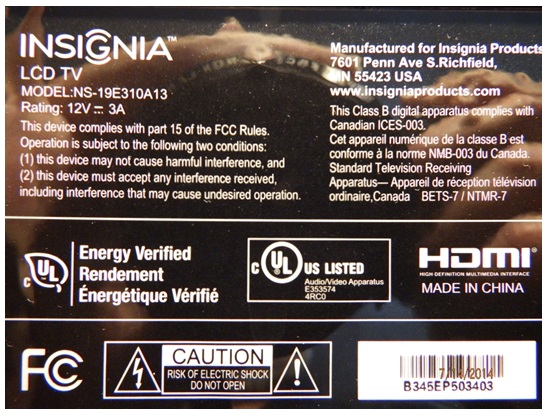 INSIGNIA™
LCD TV
MODEL:NS-19E310A13
Rating: 12V ⎓ 3A
This device complies with part 15 of the FCC Rules.
Operation is subject to the following two conditions:
(1) this device may not cause harmful interference, and
(2) this device must accept any interference received,
including interference that may cause undesired operation.
Manufactured for Insignia Products
7601 Penn Ave S.Richfield,
MN 55423 USA
www.insigniaproducts.com
This Class B digital apparatus complies with
Canadian ICES-003.
Cet appareil numérique de la classe B est
conforme à la norme NMB-003 du Canada.
Standard Television Receiving
Apparatus— Appareil de réception télévision
ordinaire,Canada BETS-7 / NTMR-7
c UL
Energy Verified
Rendement
Énergétique Vérifié
c UL US LISTED
Audio/Video Apparatus
E353574
4RC0
HDMI
HIGH-DEFINITION MULTIMEDIA INTERFACE
MADE IN CHINA
FC
CAUTION
RISK OF ELECTRIC SHOCK
DO NOT OPEN
B345EP503403